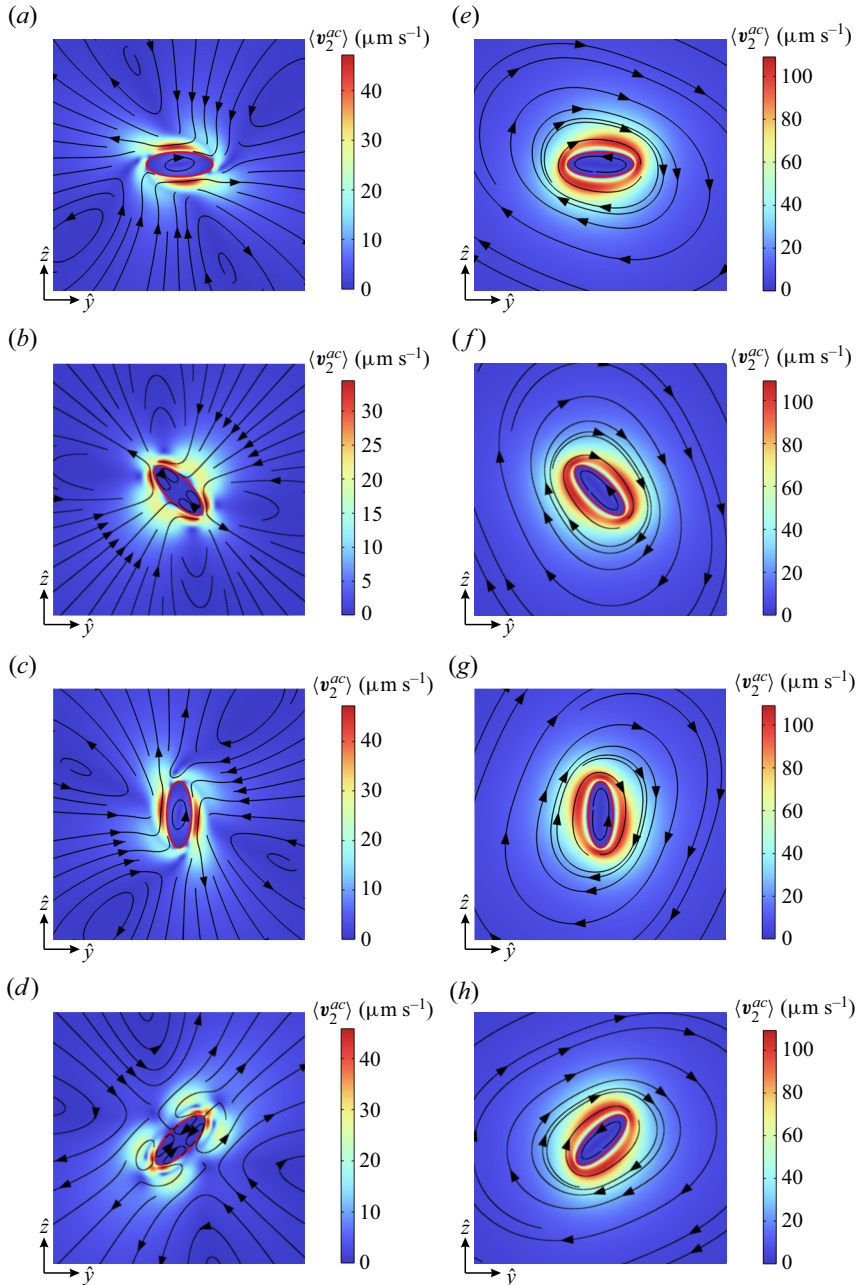 (a)
⟨v₂ᵃᶜ⟩ (μm s⁻¹)
40
30
20
10
0
ẑ
ŷ
(e)
⟨v₂ᵃᶜ⟩ (μm s⁻¹)
100
80
60
40
20
0
ẑ
ŷ
(b)
⟨v₂ᵃᶜ⟩ (μm s⁻¹)
30
25
20
15
10
5
0
ẑ
ŷ
(f)
⟨v₂ᵃᶜ⟩ (μm s⁻¹)
100
80
60
40
20
0
ẑ
ŷ
(c)
⟨v₂ᵃᶜ⟩ (μm s⁻¹)
40
30
20
10
0
ẑ
ŷ
(g)
⟨v₂ᵃᶜ⟩ (μm s⁻¹)
100
80
60
40
20
0
ẑ
ŷ
(d)
⟨v₂ᵃᶜ⟩ (μm s⁻¹)
40
30
20
10
0
ẑ
ŷ
(h)
⟨v₂ᵃᶜ⟩ (μm s⁻¹)
100
80
60
40
20
0
ẑ
y